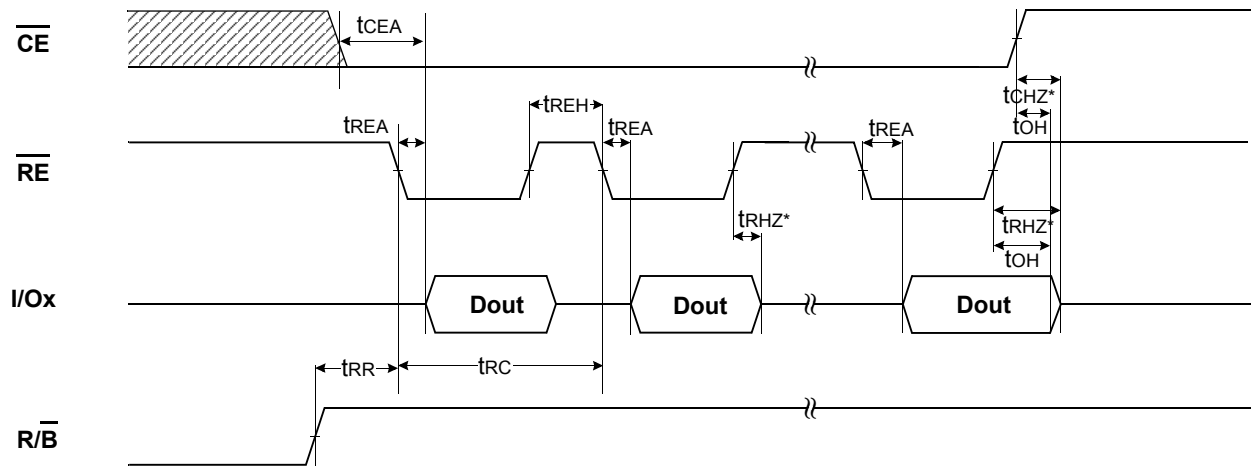 CE
tCEA
tCHZ*
tREH
tREA
tREA
tREA
tOH
RE
tRHZ*
tRHZ*
tOH
I/Ox
Dout
Dout
Dout
tRR
tRC
R/B